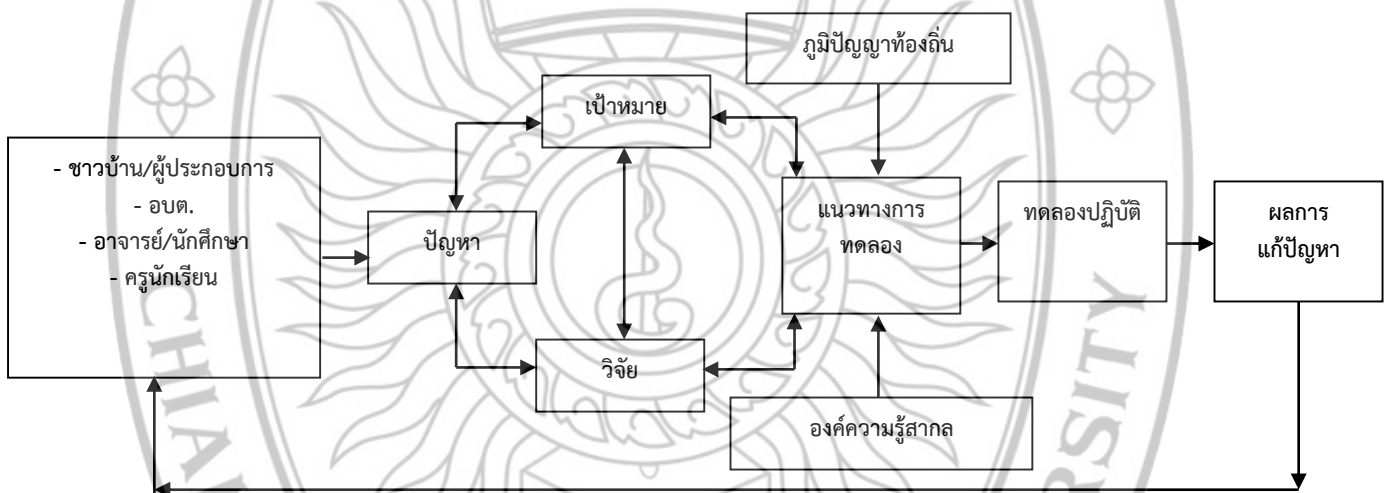 ภูมิปัญญาท้องถิ่น
เป้าหมาย
- ชาวบ้าน/ผู้ประกอบการ
- อบต.
- อาจารย์/นักศึกษา
- ครูนักเรียน
ปัญหา
แนวทางการ
ทดลอง
ทดลองปฏิบัติ
ผลการ
แก้ปัญหา
วิจัย
องค์ความรู้สากล
CHIA
RSITY